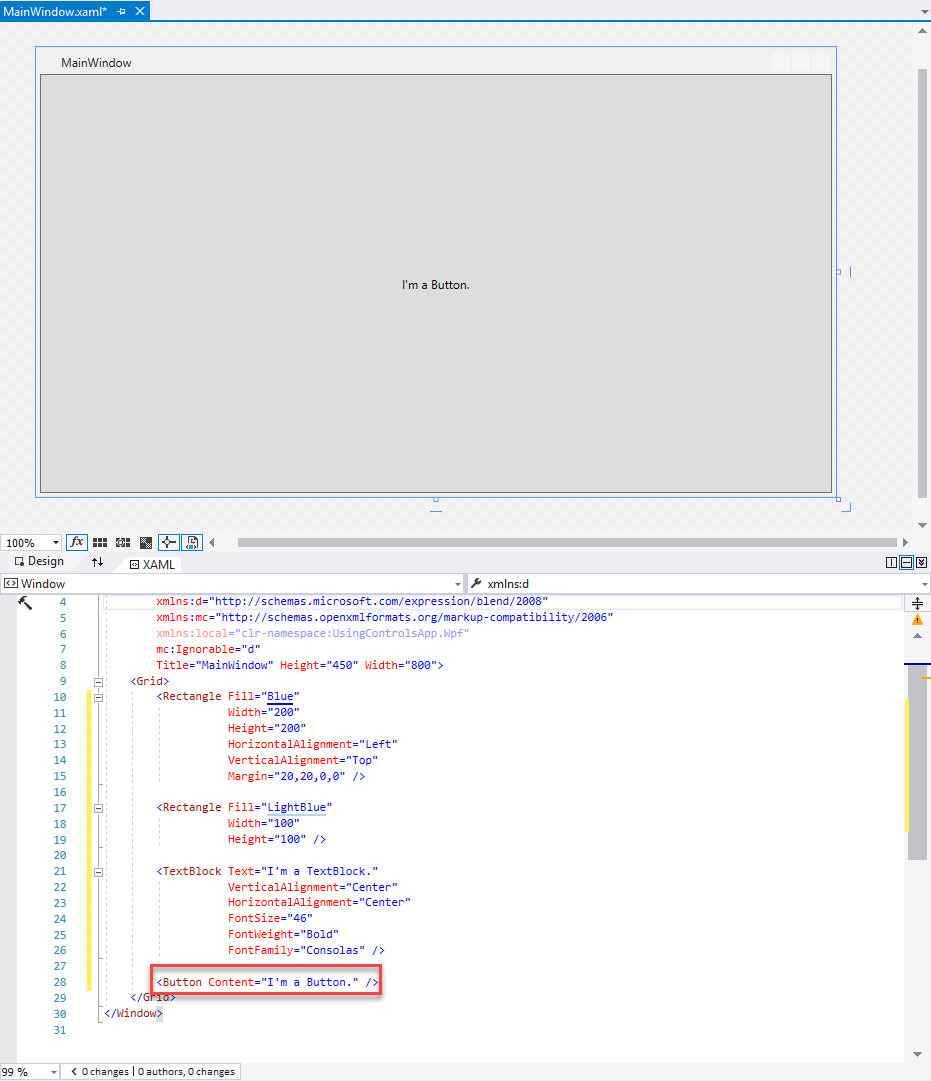 MainWindow.xaml*
MainWindow
I'm a Button.
100%
fx
Design
XAML
Window
xmlns:d
4 xmlns:d="http://schemas.microsoft.com/expression/blend/2008"
5 xmlns:mc="http://schemas.openxmlformats.org/markup-compatibility/2006"
6 xmlns:local="clr-namespace:UsingControlsApp.Wpf"
7 mc:Ignorable="d"
8 Title="MainWindow" Height="450" Width="800">
9 <Grid>
10 <Rectangle Fill="Blue"
11 Width="200"
12 Height="200"
13 HorizontalAlignment="Left"
14 VerticalAlignment="Top"
15 Margin="20,20,0,0" />
16
17 <Rectangle Fill="LightBlue"
18 Width="100"
19 Height="100" />
20
21 <TextBlock Text="I'm a TextBlock."
22 VerticalAlignment="Center"
23 HorizontalAlignment="Center"
24 FontSize="46"
25 FontWeight="Bold"
26 FontFamily="Consolas" />
27
28 <Button Content="I'm a Button." />
29 </Grid>
30 </Window>
31
99 %
0 changes | 0 authors, 0 changes